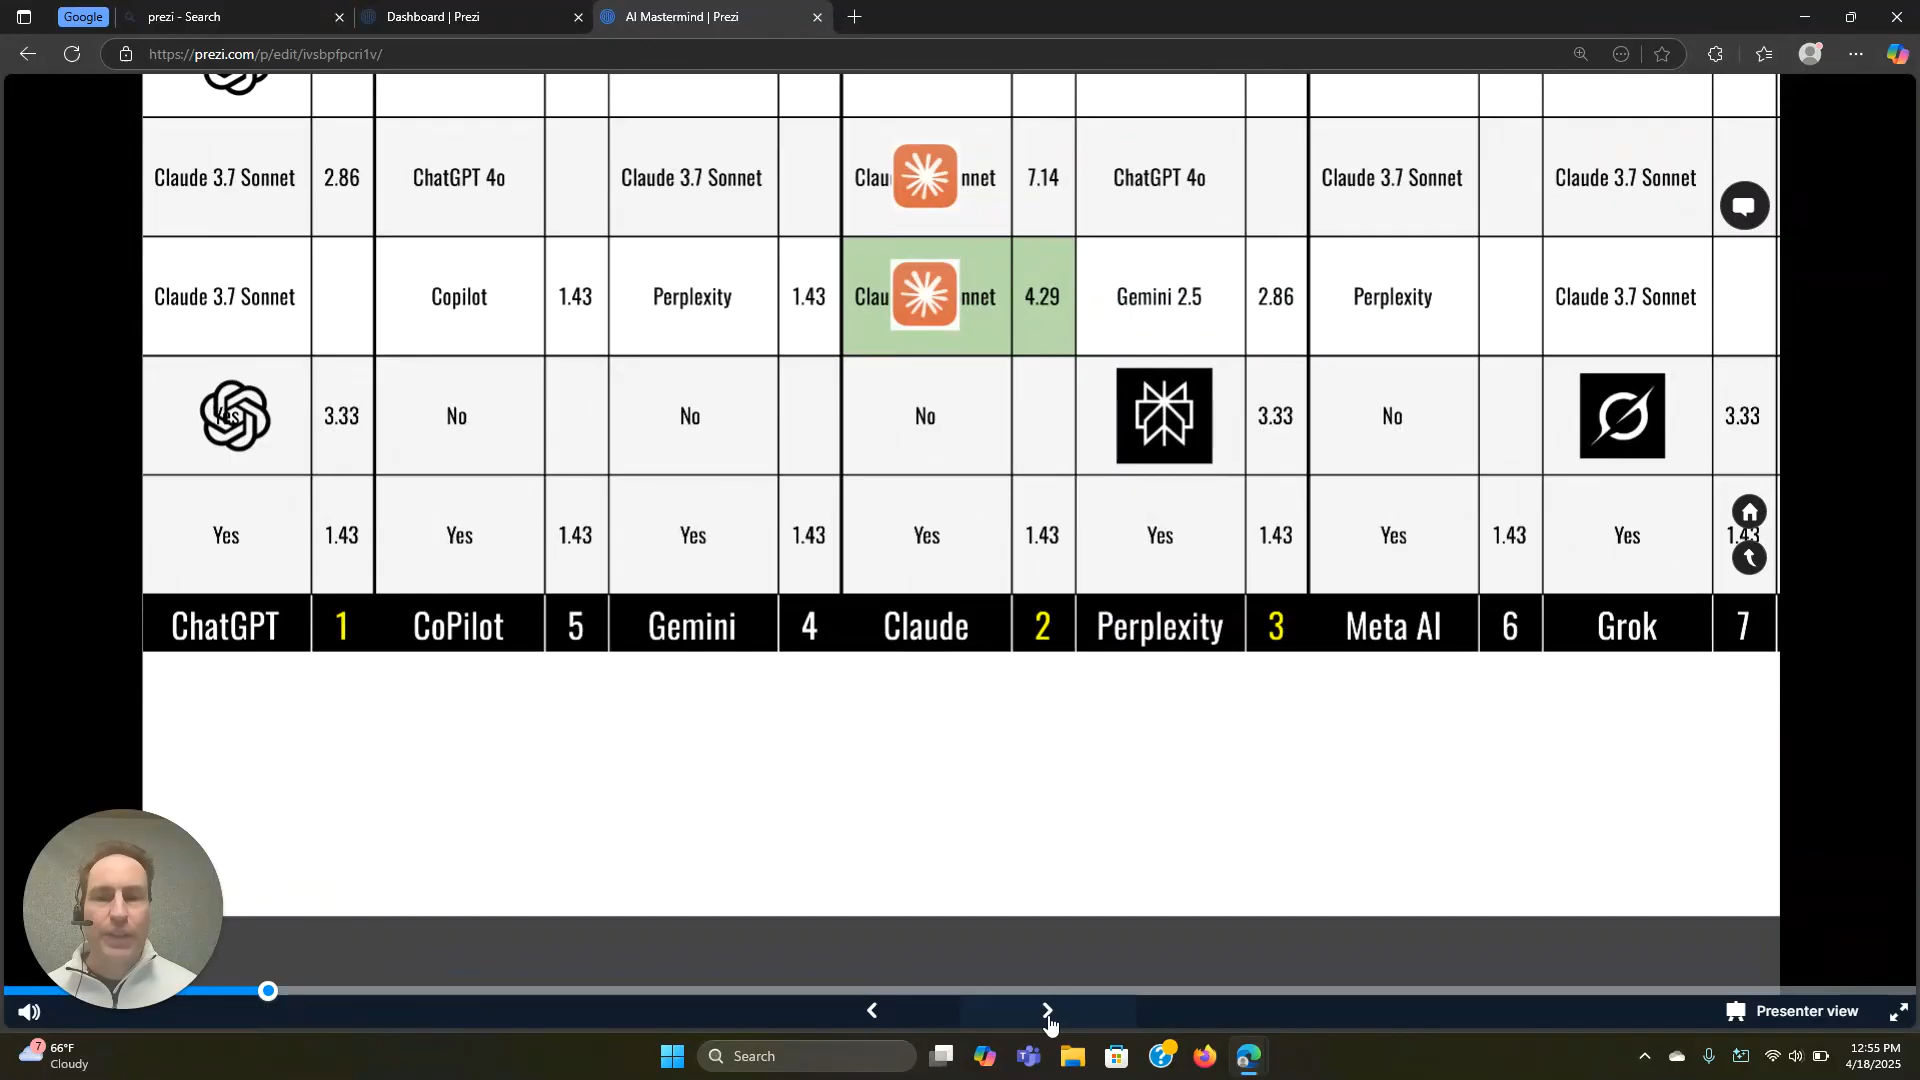 Google
prezi - Search
Dashboard | Prezi
AI Mastermind | Prezi
https://prezi.com/p/edit/ivsbpfpcri1v/
Claude 3.7 Sonnet 2.86 ChatGPT 4o Claude 3.7 Sonnet Clau nnet 7.14 ChatGPT 4o Claude 3.7 Sonnet Claude 3.7 Sonnet
Claude 3.7 Sonnet Copilot 1.43 Perplexity 1.43 Clau nnet 4.29 Gemini 2.5 2.86 Perplexity Claude 3.7 Sonnet
Yes 3.33 No No No 3.33 No 3.33
Yes 1.43 Yes 1.43 Yes 1.43 Yes 1.43 Yes 1.43 Yes 1.43 Yes 1.43
ChatGPT 1 CoPilot 5 Gemini 4 Claude 2 Perplexity 3 Meta AI 6 Grok 7
Presenter view
7
66°F
Cloudy
Search
12:55 PM
4/18/2025